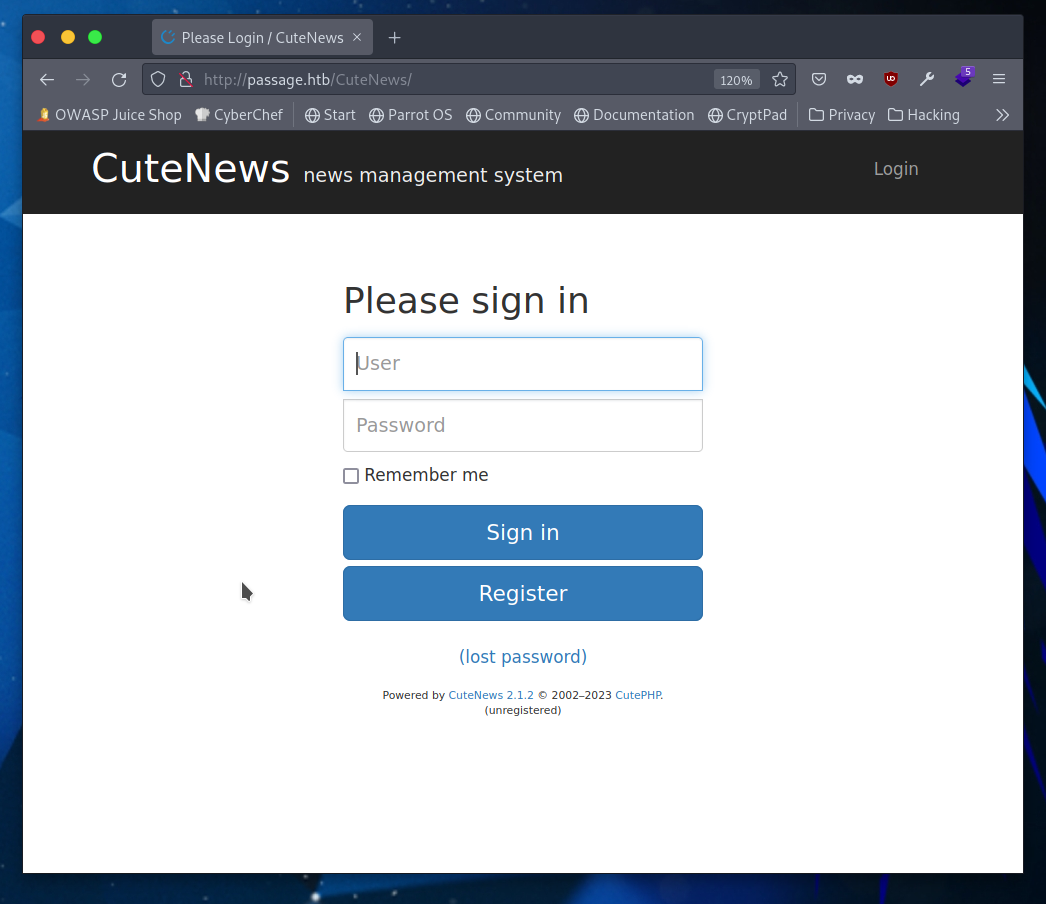 Please Login / CuteNews
http://passage.htb/CuteNews/ 120% UD 5
OWASP Juice Shop CyberChef Start Parrot OS Community Documentation CryptPad Privacy Hacking
CuteNews news management system Login
Please sign in
User
Password
Remember me
Sign in
Register
(lost password)
Powered by CuteNews 2.1.2 © 2002–2023 CutePHP.
(unregistered)